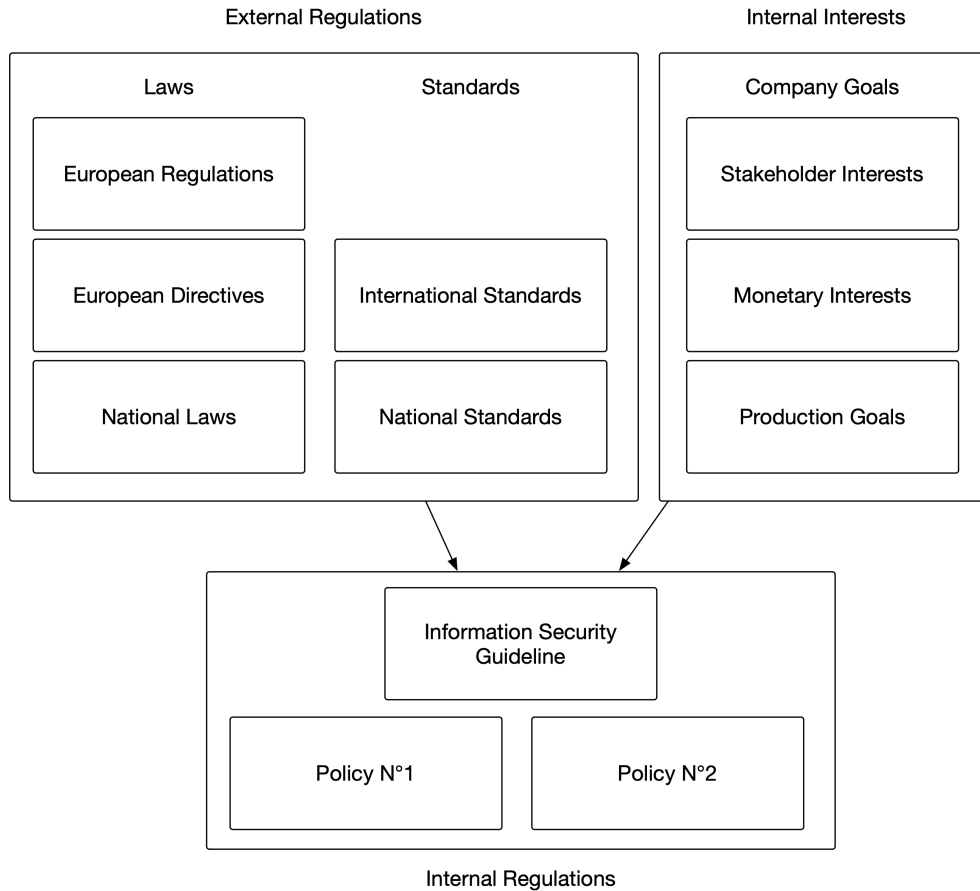 External Regulations
Internal Interests
Laws
Standards
Company Goals
European Regulations
Stakeholder Interests
European Directives
International Standards
Monetary Interests
National Laws
National Standards
Production Goals
Information Security
Guideline
Policy N°1
Policy N°2
Internal Regulations